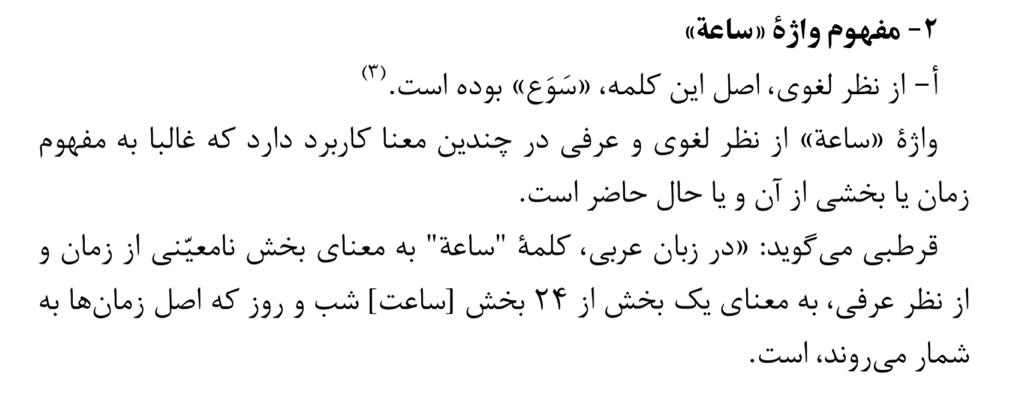 ۲- مفهوم واژهٔ «ساعة»
أ- از نظر لغوی، اصل این کلمه، «سَوَع» بوده است.(۳)
واژهٔ «ساعة» از نظر لغوی و عرفی در چندین معنا کاربرد دارد که غالبا به مفهوم
زمان یا بخشی از آن و یا حال حاضر است.
قرطبی می‌گوید: «در زبان عربی، کلمهٔ "ساعة" به معنای بخش نامعیّنی از زمان و
از نظر عرفی، به معنای یک بخش از ۲۴ بخش [ساعت] شب و روز که اصل زمان‌ها به
شمار می‌روند، است.